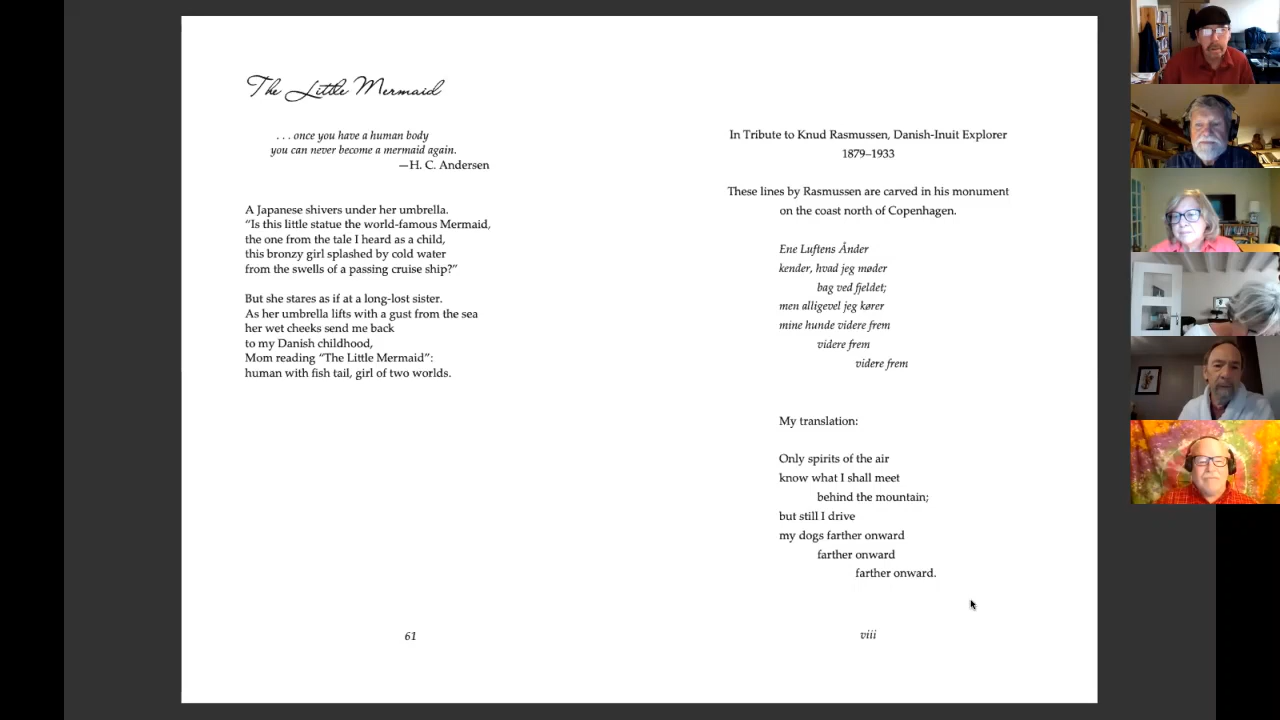 The Little Mermaid
. . . once you have a human body
you can never become a mermaid again.
—H. C. Andersen
A Japanese shivers under her umbrella.
“Is this little statue the world-famous Mermaid,
the one from the tale I heard as a child,
this bronzy girl splashed by cold water
from the swells of a passing cruise ship?”
But she stares as if at a long-lost sister.
As her umbrella lifts with a gust from the sea
her wet cheeks send me back
to my Danish childhood,
Mom reading “The Little Mermaid”:
human with fish tail, girl of two worlds.
61
In Tribute to Knud Rasmussen, Danish-Inuit Explorer
1879–1933
These lines by Rasmussen are carved in his monument
on the coast north of Copenhagen.
Ene Luftens Ånder
kender, hvad jeg møder
bag ved fjeldet;
men alligevel jeg kører
mine hunde videre frem
videre frem
videre frem
My translation:
Only spirits of the air
know what I shall meet
behind the mountain;
but still I drive
my dogs farther onward
farther onward
farther onward.
viii